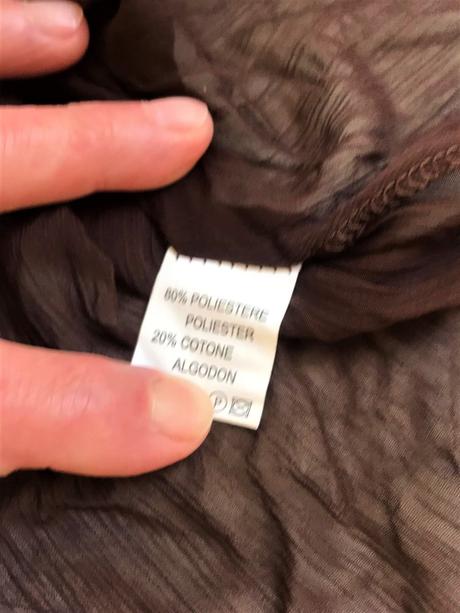 80% POLIESTERE
POLIESTER
20% COTONE
ALGODON
P